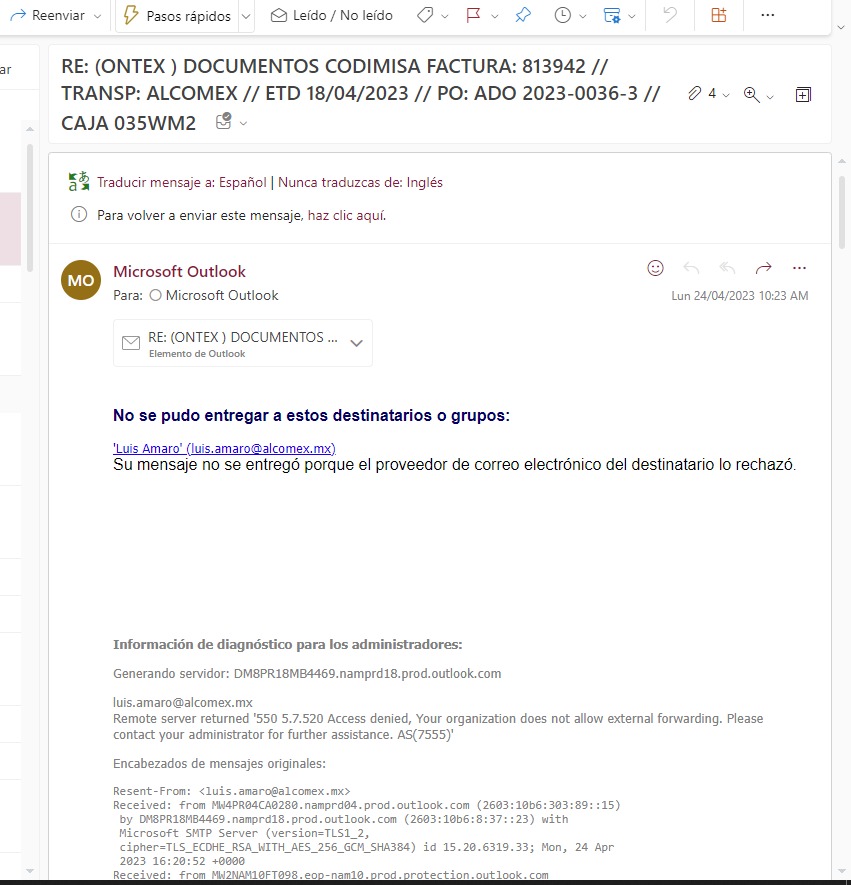 Reenviar
Pasos rápidos
Leído / No leído
ar
RE: (ONTEX ) DOCUMENTOS CODIMISA FACTURA: 813942 //
TRANSP: ALCOMEX // ETD 18/04/2023 // PO: ADO 2023-0036-3 //
CAJA 035WM2
4
Traducir mensaje a: Español | Nunca traduzcas de: Inglés
Para volver a enviar este mensaje, haz clic aquí.
MO
Microsoft Outlook
Para: Microsoft Outlook
Lun 24/04/2023 10:23 AM
RE: (ONTEX ) DOCUMENTOS ...
Elemento de Outlook
No se pudo entregar a estos destinatarios o grupos:
'Luis Amaro' (luis.amaro@alcomex.mx)
Su mensaje no se entregó porque el proveedor de correo electrónico del destinatario lo rechazó.
Información de diagnóstico para los administradores:
Generando servidor: DM8PR18MB4469.namprd18.prod.outlook.com
luis.amaro@alcomex.mx
Remote server returned '550 5.7.520 Access denied, Your organization does not allow external forwarding. Please
contact your administrator for further assistance. AS(7555)'
Encabezados de mensajes originales:
Resent-From: <luis.amaro@alcomex.mx>
Received: from MW4PR04CA0280.namprd04.prod.outlook.com (2603:10b6:303:89::15)
by DM8PR18MB4469.namprd18.prod.outlook.com (2603:10b6:8:37::23) with
Microsoft SMTP Server (version=TLS1_2,
cipher=TLS_ECDHE_RSA_WITH_AES_256_GCM_SHA384) id 15.20.6319.33; Mon, 24 Apr
2023 16:20:52 +0000
Received: from MW2NAM10FT098.eop-nam10.prod.protection.outlook.com